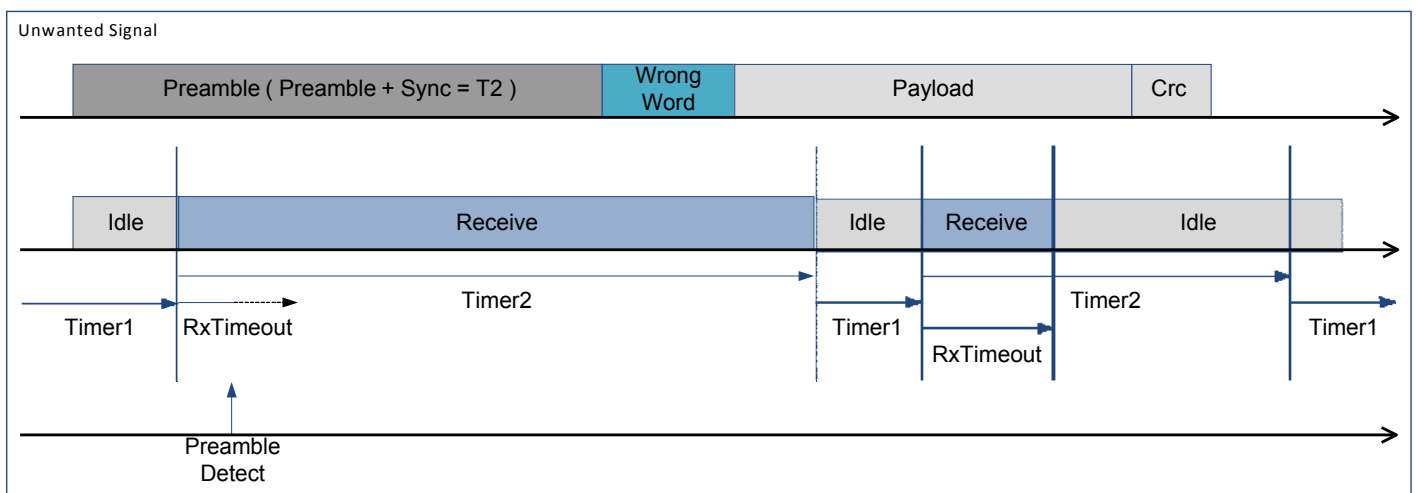 Unwanted Signal
Preamble ( Preamble + Sync = T2 )
Wrong
Word
Payload
Crc
Idle
Receive
Idle
Receive
Idle
Timer2
Timer2
Timer1
RxTimeout
Timer1
RxTimeout
Timer1
Preamble
Detect